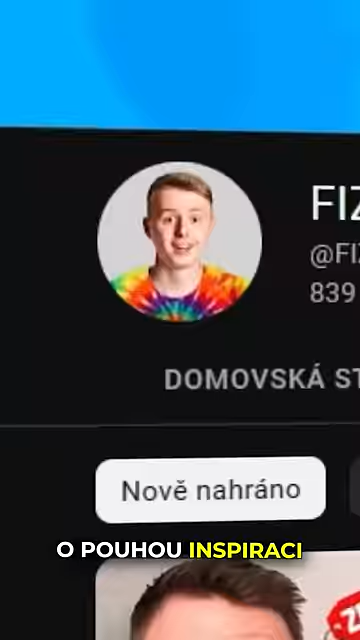 FIZ
@FIZ
839
DOMOVSKÁ ST
Nově nahráno
O POUHOU INSPIRACI